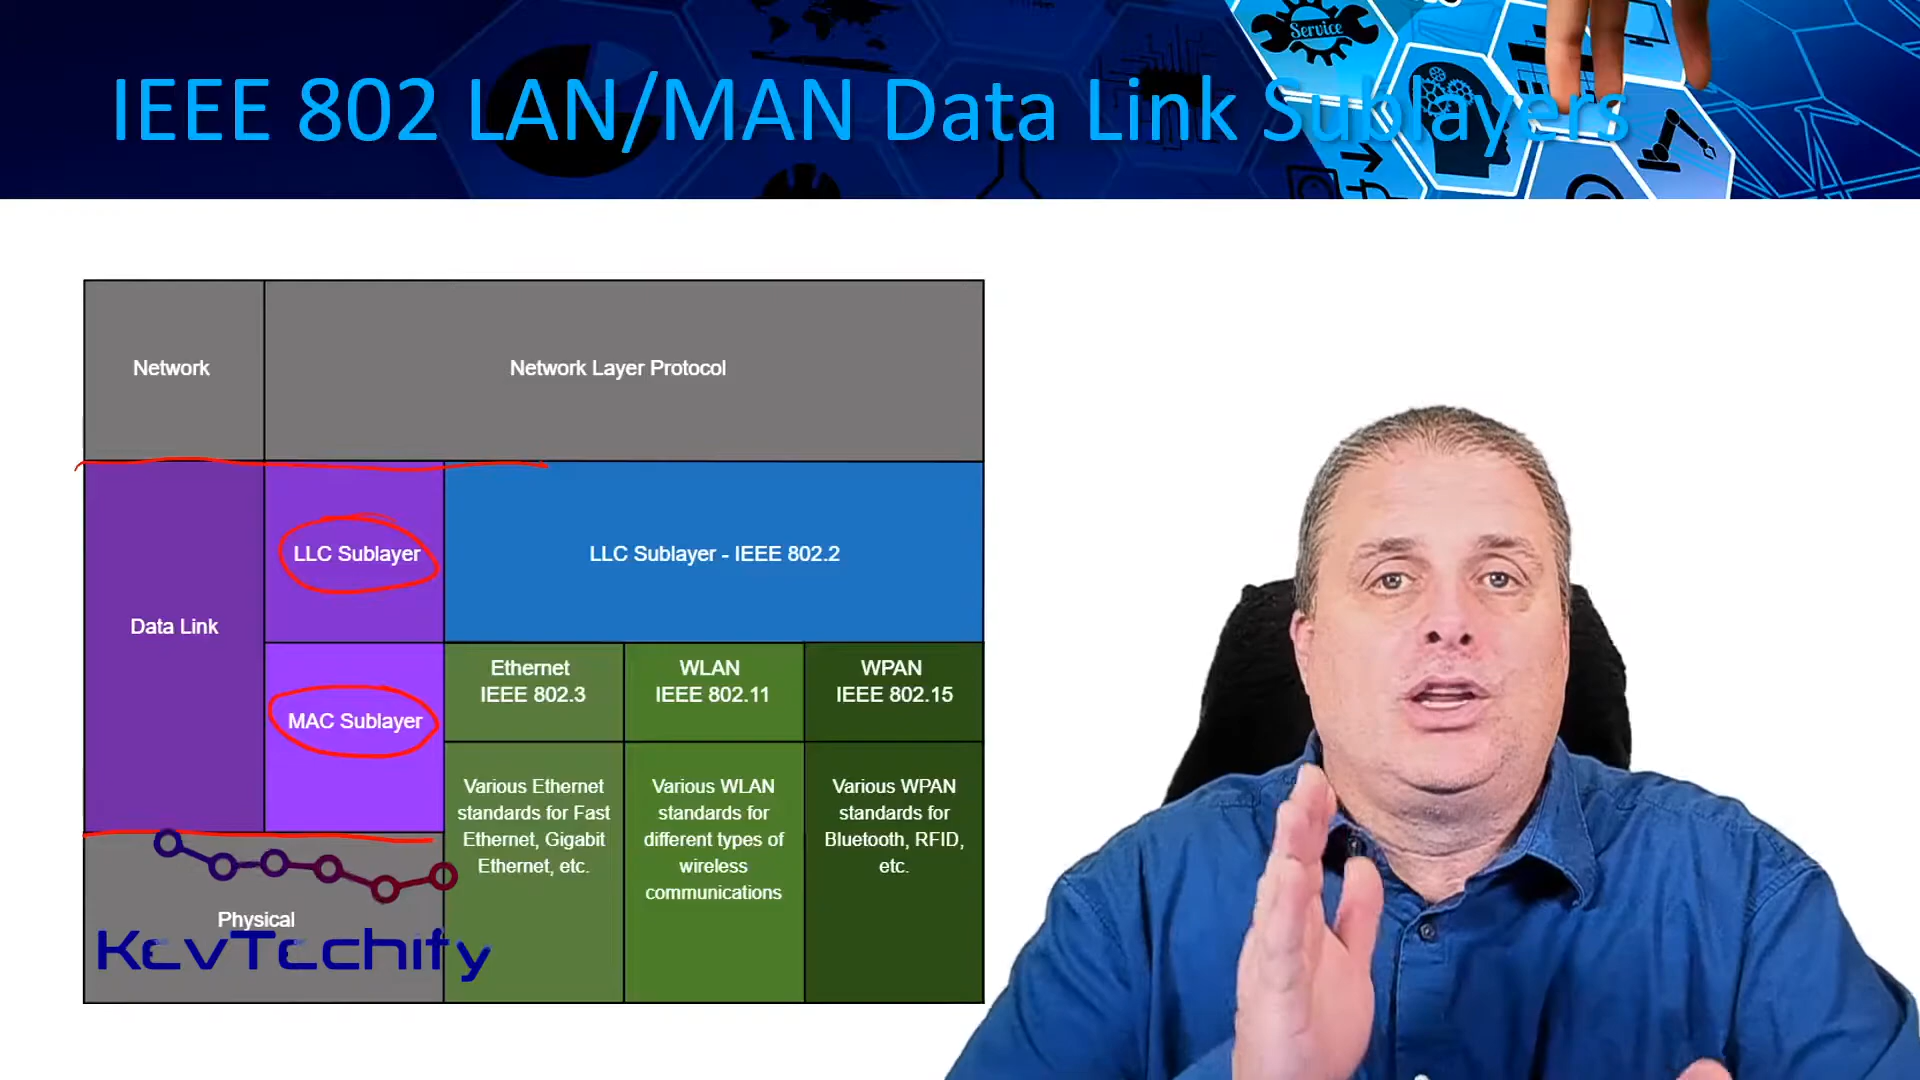 Service
IEEE 802 LAN/MAN Data Link Sublayers
Network
Network Layer Protocol
Data Link
LLC Sublayer
LLC Sublayer - IEEE 802.2
MAC Sublayer
Ethernet
IEEE 802.3
WLAN
IEEE 802.11
WPAN
IEEE 802.15
Various Ethernet
standards for Fast
Ethernet, Gigabit
Ethernet, etc.
Various WLAN
standards for
different types of
wireless
communications
Various WPAN
standards for
Bluetooth, RFID,
etc.
Physical
KevTechify